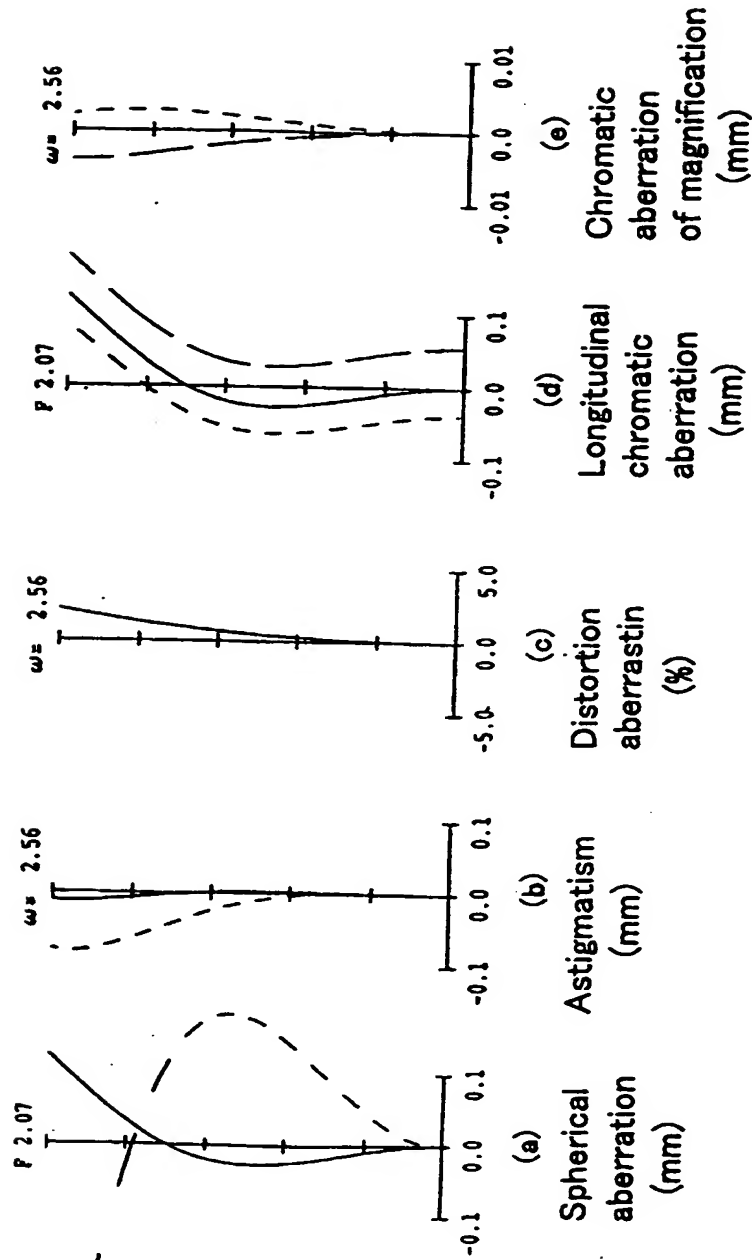 F 2.07
-0.1 0.0 0.1
(a)
Spherical
aberration
(mm)
ω= 2.56
-0.1 0.0 0.1
(b)
Astigmatism
(mm)
ω= 2.56
-5.0 0.0 5.0
(c)
Distortion
aberrastin
(%)
F 2.07
-0.1 0.0 0.1
(d)
Longitudinal
chromatic
aberration
(mm)
ω= 2.56
-0.01 0.0 0.01
(e)
Chromatic
aberration
of magnification
(mm)